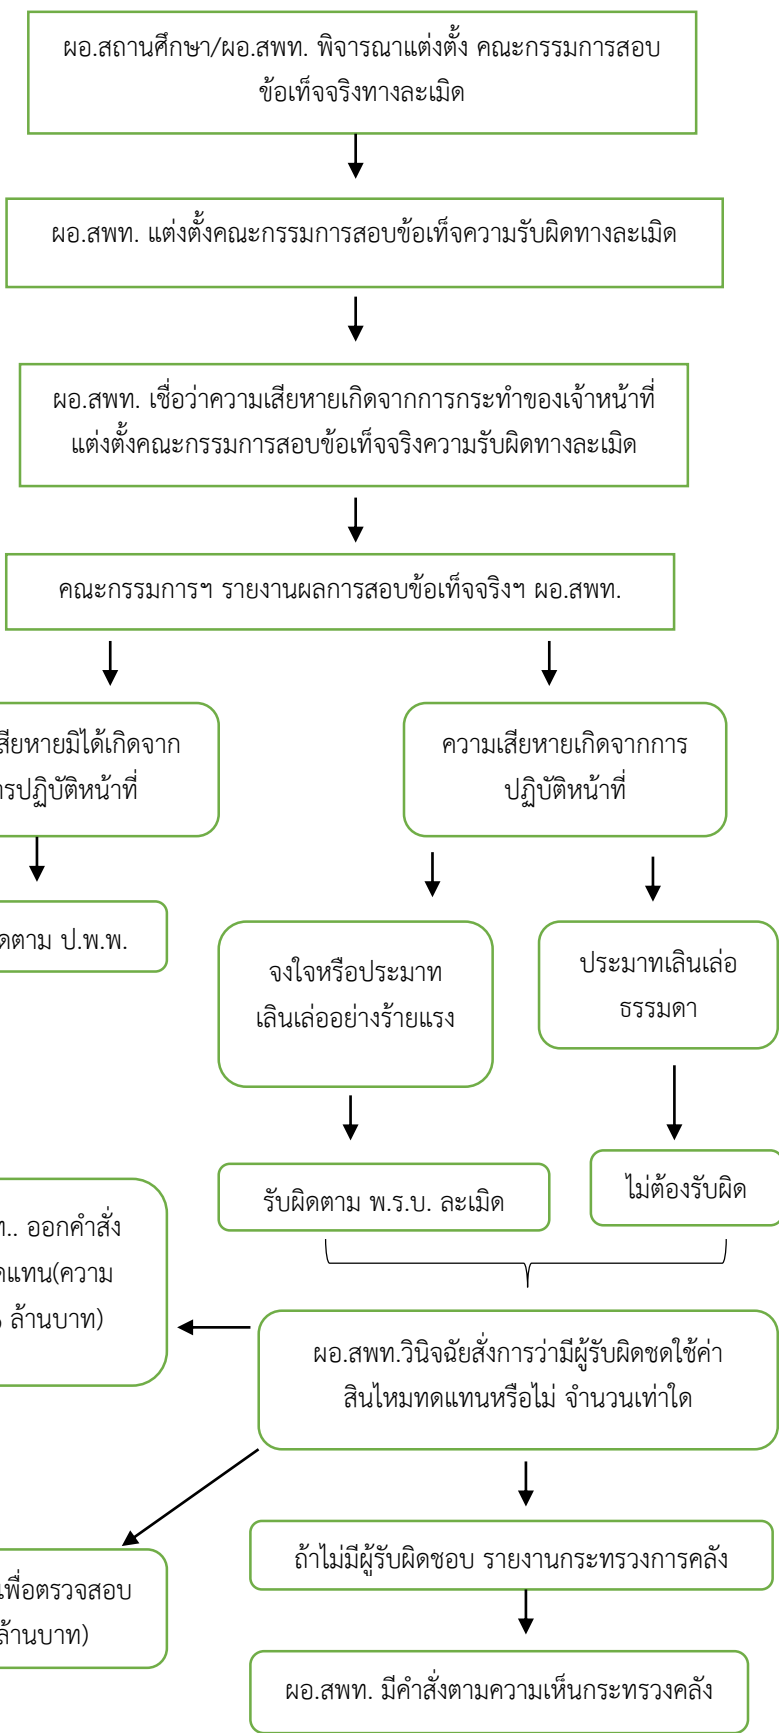 ผอ.สถานศึกษา/ผอ.สพท. พิจารณาแต่งตั้ง คณะกรรมการสอบ
ข้อเท็จจริงทางละเมิด
ผอ.สพท. แต่งตั้งคณะกรรมการสอบข้อเท็จความรับผิดทางละเมิด
ผอ.สพท. เชื่อว่าความเสียหายเกิดจากการกระทำของเจ้าหน้าที่
แต่งตั้งคณะกรรมการสอบข้อเท็จจริงความรับผิดทางละเมิด
คณะกรรมการฯ รายงานผลการสอบข้อเท็จจริงฯ ผอ.สพท.
เสียหายมิได้เกิดจาก
ปฏิบัติหน้าที่
ความเสียหายเกิดจากการ
ปฏิบัติหน้าที่
ตาม ป.พ.พ.
จงใจหรือประมาท
เลินเล่ออย่างร้ายแรง
ประมาทเลินเล่อ
ธรรมดา
รับผิดตาม พ.ร.บ. ละเมิด
ไม่ต้องรับผิด
ออกคำสั่ง
แทน(ความ
ล้านบาท)
ผอ.สพท.วินิจฉัยสั่งการว่ามีผู้รับผิดชดใช้ค่า
สินไหมทดแทนหรือไม่ จำนวนเท่าใด
ถ้าไม่มีผู้รับผิดชอบ รายงานกระทรวงการคลัง
เพื่อตรวจสอบ
ล้านบาท)
ผอ.สพท. มีคำสั่งตามความเห็นกระทรวงคลัง